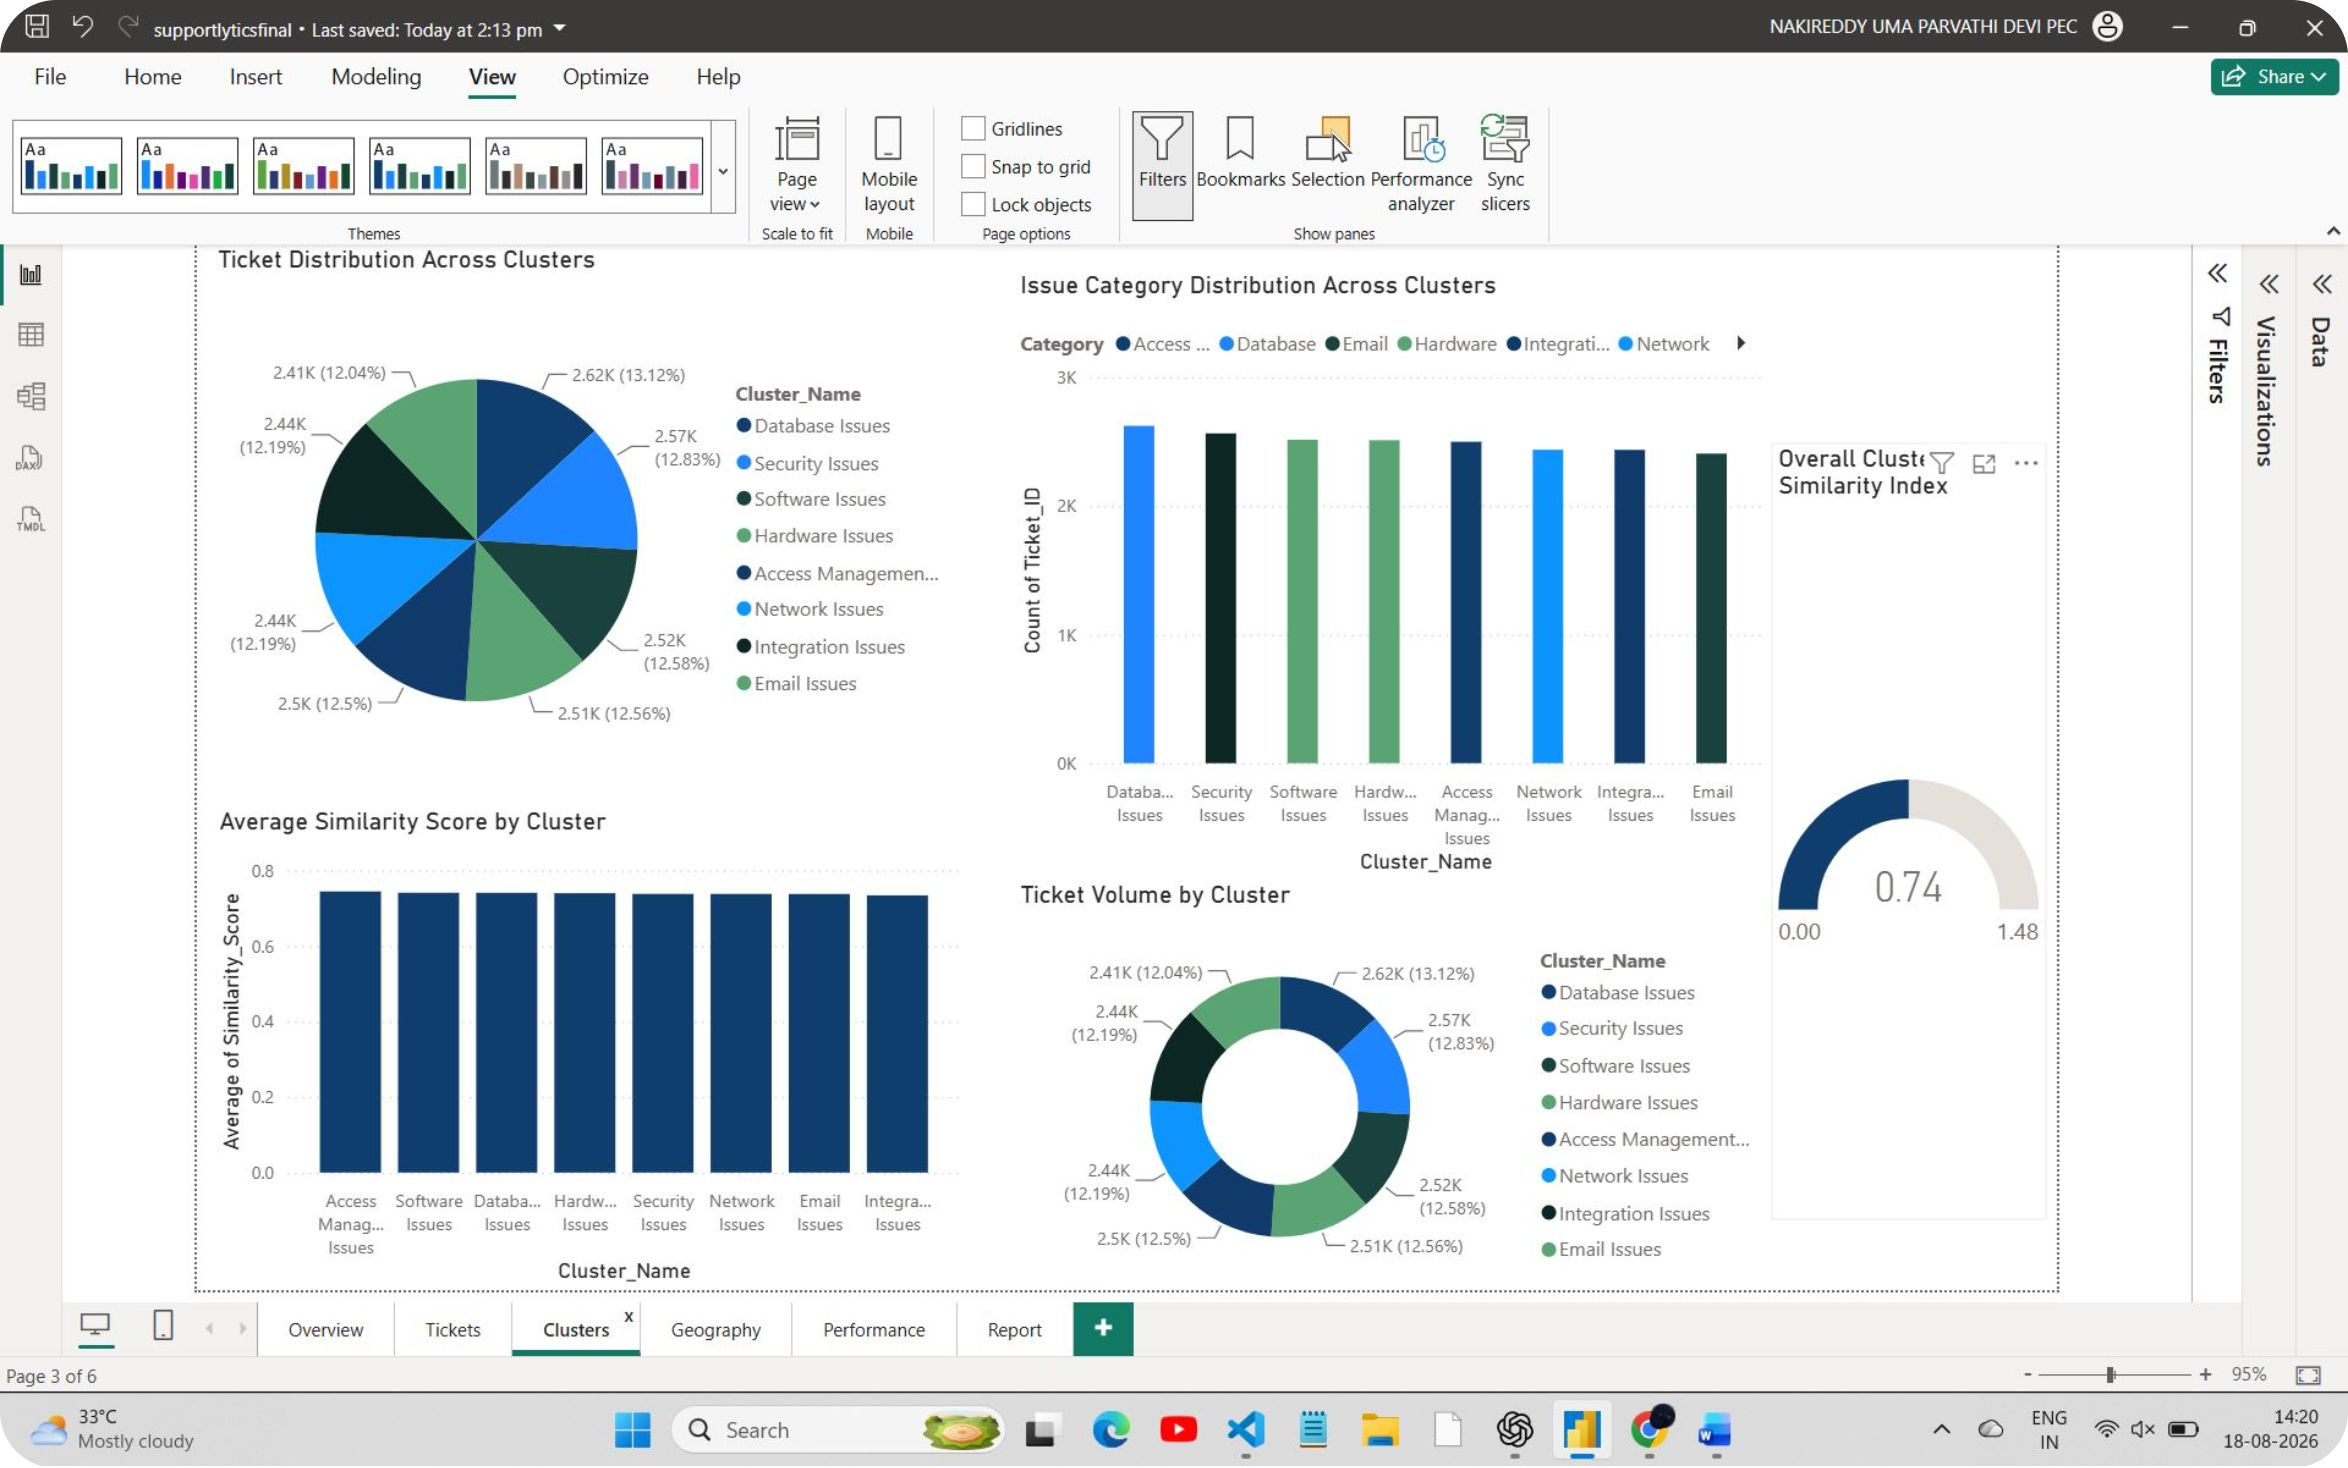 supportlyticsfinal • Last saved: Today at 2:13 pm
NAKIREDDY UMA PARVATHI DEVI PEC
File Home Insert Modeling View Optimize Help
Share
Aa Aa Aa Aa Aa Aa
Themes
Page view
Scale to fit
Mobile layout
Mobile
Gridlines
Snap to grid
Lock objects
Page options
Filters
Bookmarks
Selection
Performance analyzer
Sync slicers
Show panes
DAX
TMDL
Ticket Distribution Across Clusters
2.41K (12.04%)
2.62K (13.12%)
2.44K
(12.19%)
2.57K
(12.83%)
2.44K
(12.19%)
2.52K
(12.58%)
2.5K (12.5%)
2.51K (12.56%)
Cluster_Name
Database Issues
Security Issues
Software Issues
Hardware Issues
Access Managemen...
Network Issues
Integration Issues
Email Issues
Issue Category Distribution Across Clusters
Category Access ... Database Email Hardware Integrati... Network
3K
2K
1K
0K
Count of Ticket_ID
Databa... Issues
Security Issues
Software Issues
Hardw... Issues
Access Manag... Issues
Network Issues
Integra... Issues
Email Issues
Cluster_Name
Overall Cluste
Similarity Index
0.74
0.00
1.48
Average Similarity Score by Cluster
0.8
0.6
0.4
0.2
0.0
Average of Similarity_Score
Access Manag... Issues
Software Issues
Databa... Issues
Hardw... Issues
Security Issues
Network Issues
Email Issues
Integra... Issues
Cluster_Name
Ticket Volume by Cluster
2.41K (12.04%)
2.62K (13.12%)
2.44K
(12.19%)
2.57K
(12.83%)
2.44K
(12.19%)
2.52K
(12.58%)
2.5K (12.5%)
2.51K (12.56%)
Cluster_Name
Database Issues
Security Issues
Software Issues
Hardware Issues
Access Management...
Network Issues
Integration Issues
Email Issues
Filters
Visualizations
Data
Overview Tickets Clusters x Geography Performance Report +
Page 3 of 6
- + 95%
33°C
Mostly cloudy
Search
W
ENG
IN
14:20
18-08-2026